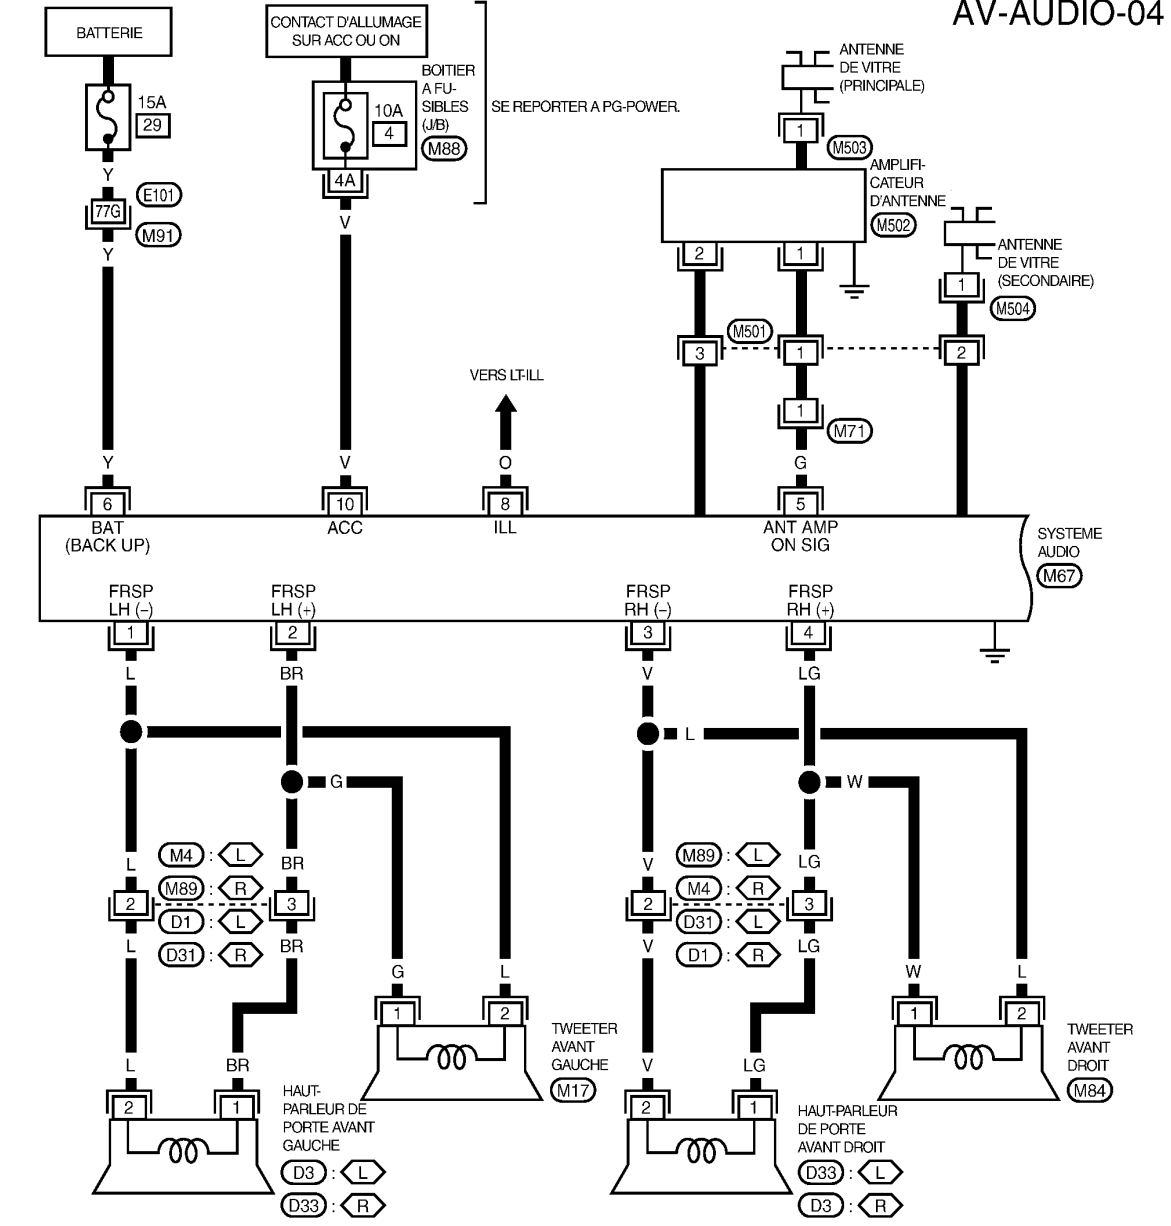 AV-AUDIO-04
BATTERIE
CONTACT D'ALLUMAGE
SUR ACC OU ON
15A
29
10A
4
BOITIER
A FU-
SIBLES
(J/B)
M88
SE REPORTER A PG-POWER.
ANTENNE
DE VITRE
(PRINCIPALE)
1
M503
AMPLIFI-
CATEUR
D'ANTENNE
M502
Y
E101
77G
M91
Y
4A
V
2
1
ANTENNE
DE VITRE
(SECONDAIRE)
1
M504
M501
3
1
2
VERS LT-ILL
1
M71
Y
V
O
G
6
10
8
5
BAT
(BACK UP)
ACC
ILL
ANT AMP
ON SIG
SYSTEME
AUDIO
M67
FRSP
LH (–)
FRSP
LH (+)
FRSP
RH (–)
FRSP
RH (+)
1
2
3
4
L
BR
V
LG
L
G
W
L
M4 : L
BR
M89 : R
2
3
D1 : L
L
D31 : R
BR
V
M89 : L
LG
M4 : R
2
3
D31 : L
V
D1 : R
LG
G
L
W
L
1
2
1
2
TWEETER
AVANT
GAUCHE
M17
TWEETER
AVANT
DROIT
M84
L
BR
V
LG
2
1
2
1
HAUT-
PARLEUR DE
PORTE AVANT
GAUCHE
D3 : L
D33 : R
HAUT-PARLEUR
DE PORTE
AVANT DROIT
D33 : L
D3 : R